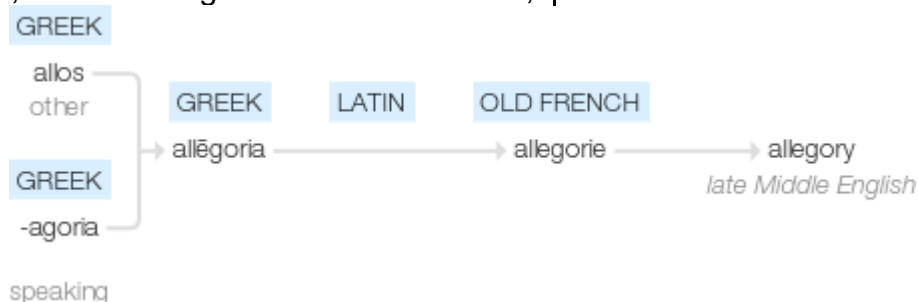 GREEK
allos
other
GREEK
-agoria
speaking
GREEK
allēgoria
LATIN
OLD FRENCH
allegorie
allegory
late Middle English